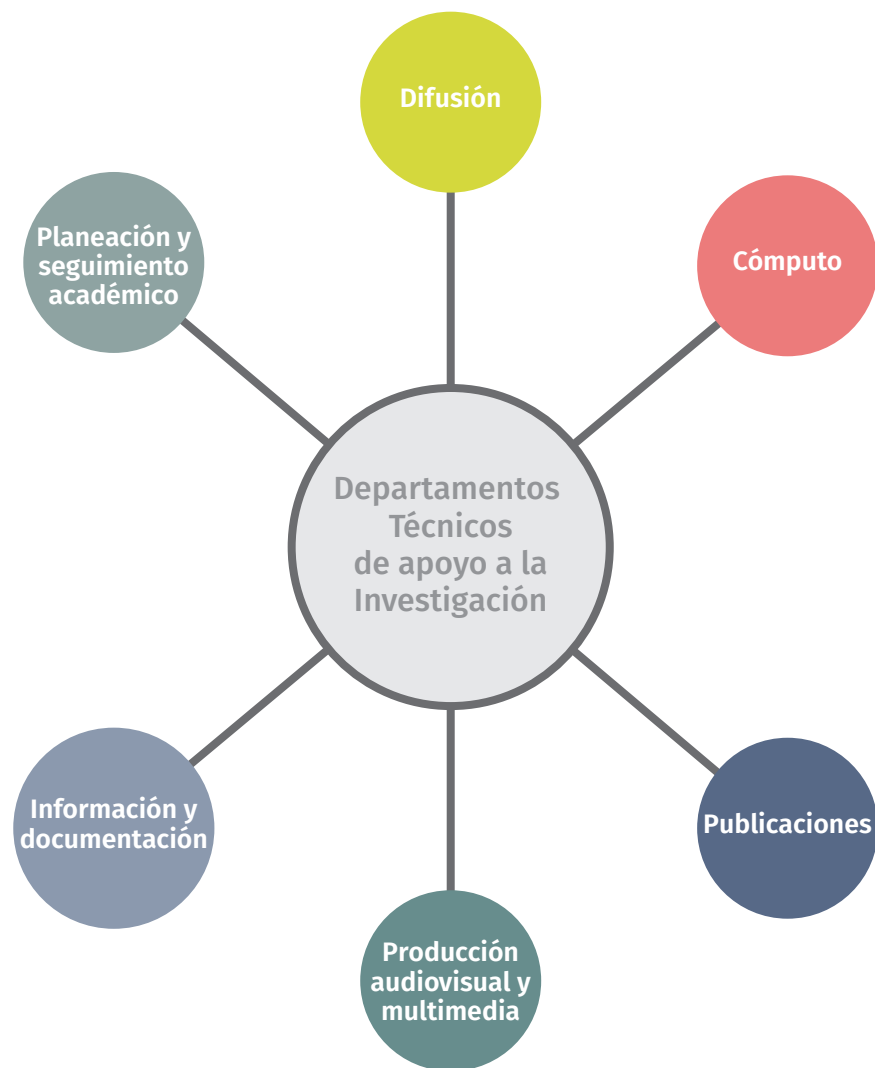 Difusión
Planeación y
seguimiento
académico
Cómputo
Departamentos
Técnicos
de apoyo a la
Investigación
Información y
documentación
Publicaciones
Producción
audiovisual y
multimedia